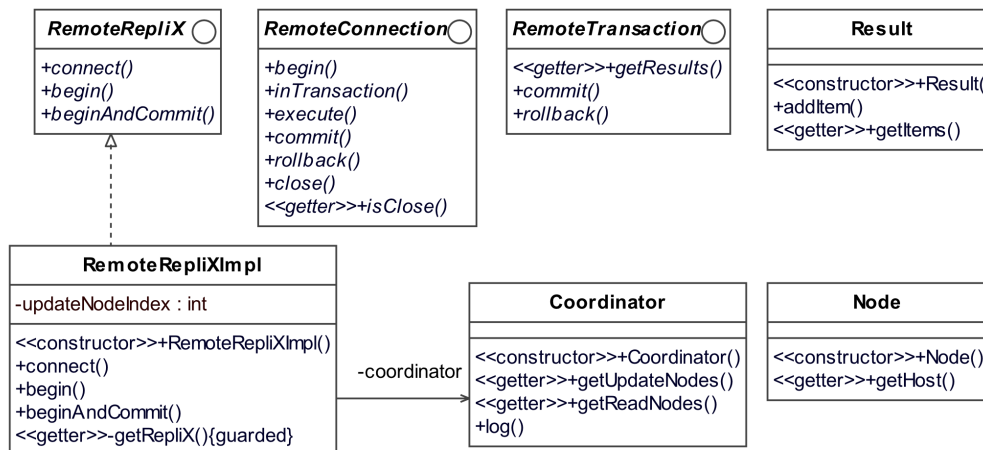 RemoteRepliX
+connect()
+begin()
+beginAndCommit()
RemoteConnection
+begin()
+inTransaction()
+execute()
+commit()
+rollback()
+close()
<<getter>>+isClose()
RemoteTransaction
<<getter>>+getResults()
+commit()
+rollback()
Result
<<constructor>>+Result(
+addItem()
<<getter>>+getItems()
RemoteRepliXImpl
-updateNodeIndex : int
<<constructor>>+RemoteRepliXImpl()
+connect()
+begin()
+beginAndCommit()
<<getter>>-getRepliX(){guarded}
-coordinator
Coordinator
<<constructor>>+Coordinator()
<<getter>>+getUpdateNodes()
<<getter>>+getReadNodes()
+log()
Node
<<constructor>>+Node()
<<getter>>+getHost()